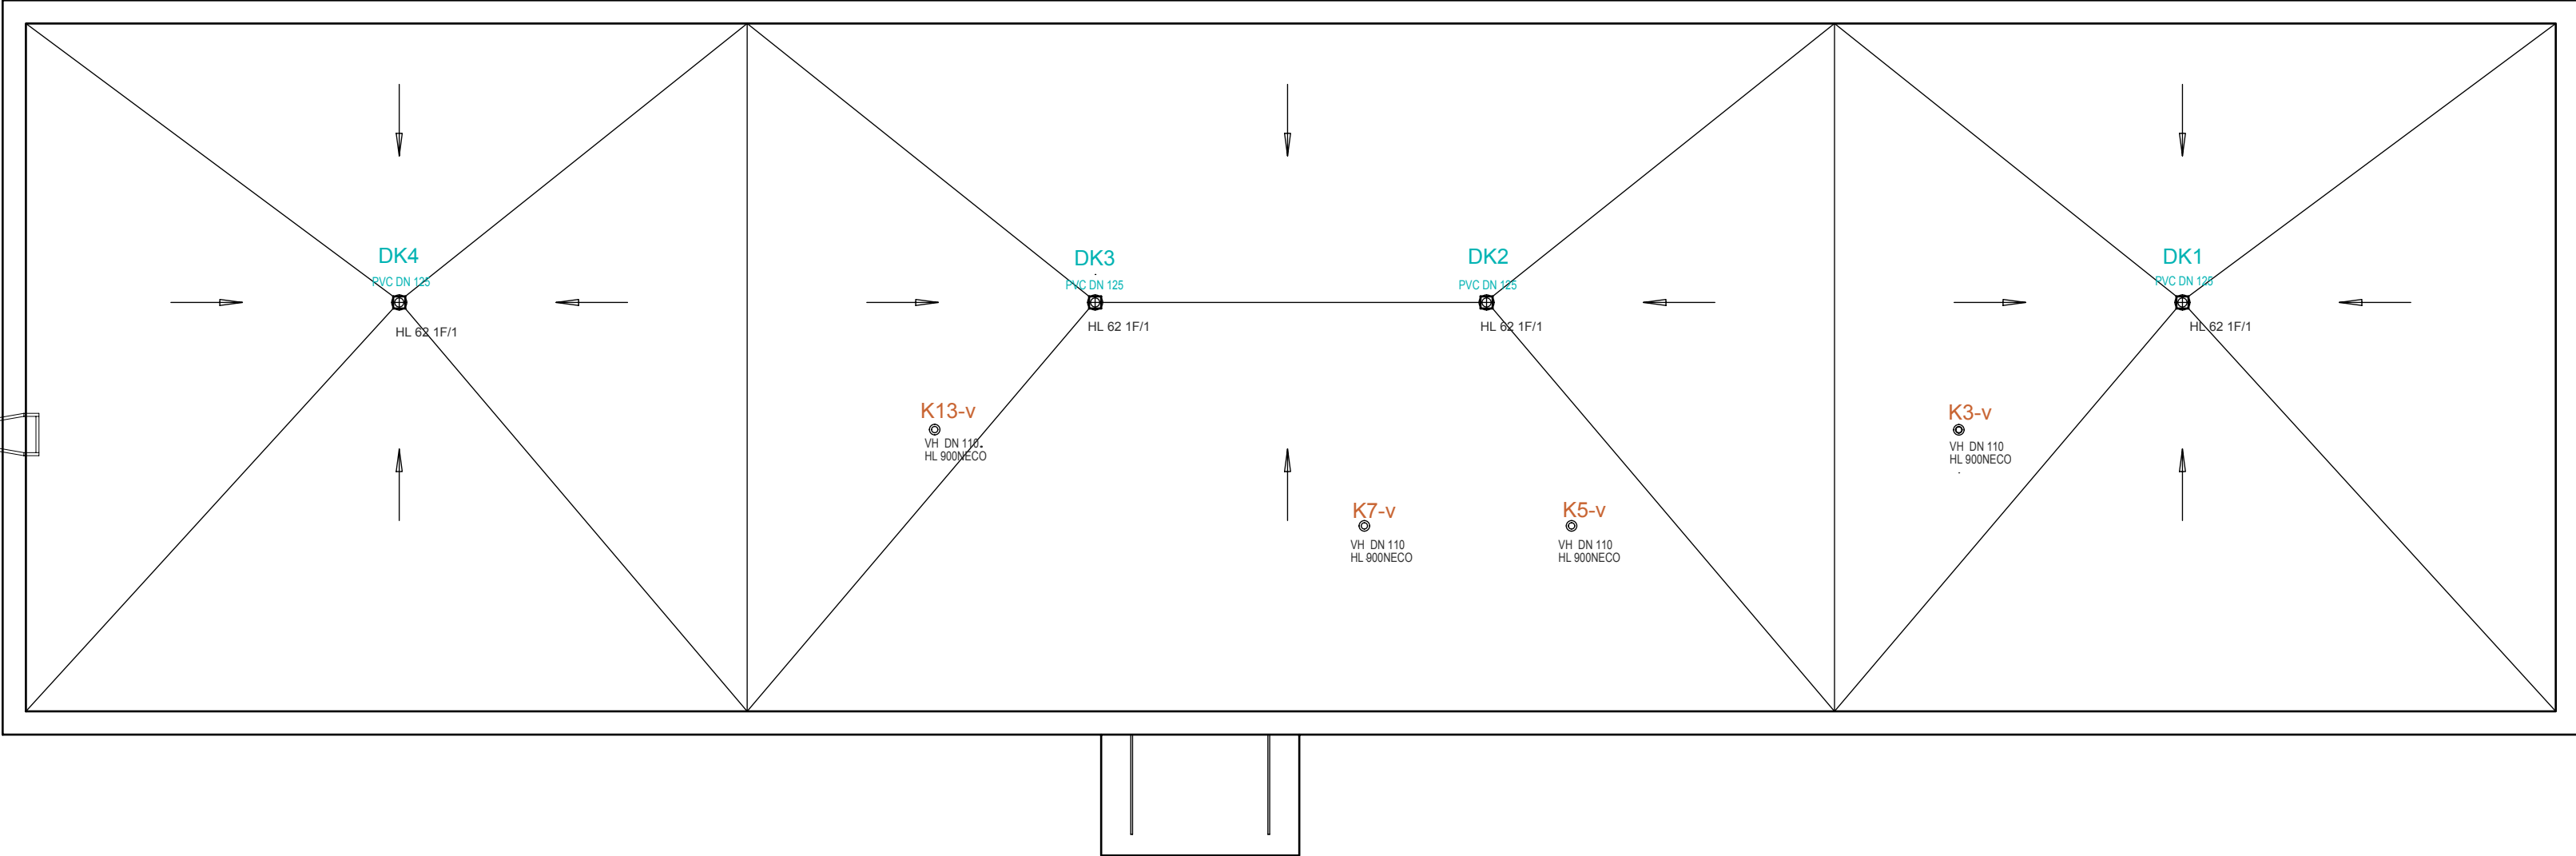 DK4
PVC DN 125
HL 62 1F/1
DK3
PVC DN 125
HL 62 1F/1
DK2
PVC DN 125
HL 62 1F/1
DK1
PVC DN 125
HL 62 1F/1
K13-v
VH DN 110
HL 900NECO
K3-v
VH DN 110
HL 900NECO
K7-v
VH DN 110
HL 900NECO
K5-v
VH DN 110
HL 900NECO